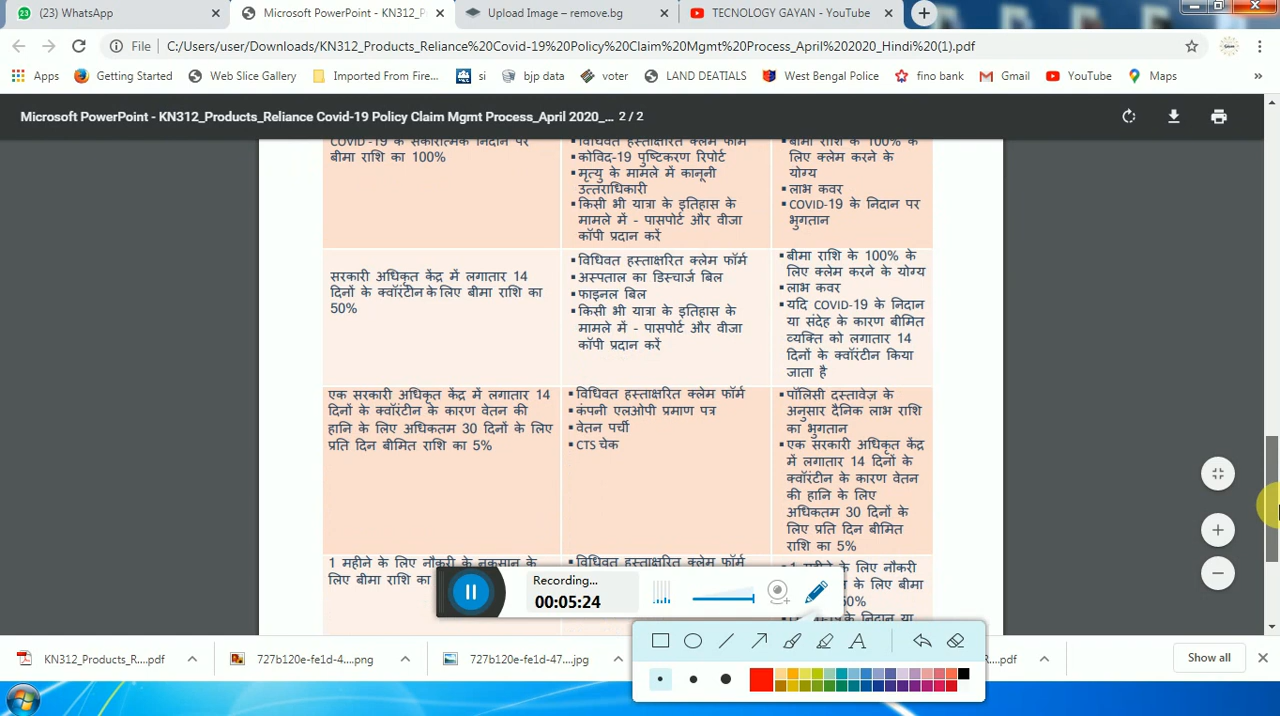 (23) WhatsApp
Microsoft PowerPoint - KN312_P
Upload Image – remove.bg
TECNOLOGY GAYAN - YouTube
File
C:/Users/user/Downloads/KN312_Products_Reliance%20Covid-19%20Policy%20Claim%20Mgmt%20Process_April%202020_Hindi (1).pdf
Apps
Getting Started
Web Slice Gallery
Imported From Fire...
si
bjp data
voter
LAND DEATIALS
West Bengal Police
fino bank
Gmail
YouTube
Maps
Microsoft PowerPoint - KN312_Products_Reliance Covid-19 Policy Claim Mgmt Process_April 2020_...
2 / 2
COVID -19 के सकारात्मक निदान पर
बीमा राशि का 100%
विधिवत हस्ताक्षरित क्लेम फॉर्म
कोविद-19 पुष्टिकरण रिपोर्ट
मृत्यु के मामले में कानूनी
उत्तराधिकारी
किसी भी यात्रा के इतिहास के
मामले में - पासपोर्ट और वीजा
कॉपी प्रदान करें
बीमा राशि के 100% के
लिए क्लेम करने के
योग्य
लाभ कवर
COVID-19 के निदान पर
भुगतान
सरकारी अधिकृत केंद्र में लगातार 14
दिनों के क्वॉरंटीन के लिए बीमा राशि का
50%
विधिवत हस्ताक्षरित क्लेम फॉर्म
अस्पताल का डिस्चार्ज बिल
फाइनल बिल
किसी भी यात्रा के इतिहास के
मामले में - पासपोर्ट और वीजा
कॉपी प्रदान करें
बीमा राशि के 100% के
लिए क्लेम करने के योग्य
लाभ कवर
यदि COVID-19 के निदान
या संदेह के कारण बीमित
व्यक्ति को लगातार 14
दिनों के क्वॉरंटीन किया
जाता है
एक सरकारी अधिकृत केंद्र में लगातार 14
दिनों के क्वॉरंटीन के कारण वेतन की
हानि के लिए अधिकतम 30 दिनों के लिए
प्रति दिन बीमित राशि का 5%
विधिवत हस्ताक्षरित क्लेम फॉर्म
कंपनी एलओपी प्रमाण पत्र
वेतन पर्ची
CTS चेक
पॉलिसी दस्तावेज़ के
अनुसार दैनिक लाभ राशि
का भुगतान
एक सरकारी अधिकृत केंद्र
में लगातार 14 दिनों के
क्वॉरंटीन के कारण वेतन
की हानि के लिए
अधिकतम 30 दिनों के
लिए प्रति दिन बीमित
राशि का 5%
1 महीने के लिए नौकरी के नुकसान के
लिए बीमा राशि का
विधिवत हस्ताक्षरित क्लेम फॉर्म
के लिए नौकरी
के लिए बीमा
के निदान या
Recording...
00:05:24
A
KN312_Products_R....pdf
727b120e-fe1d-4....png
727b120e-fe1d-47....jpg
...pdf
Show all